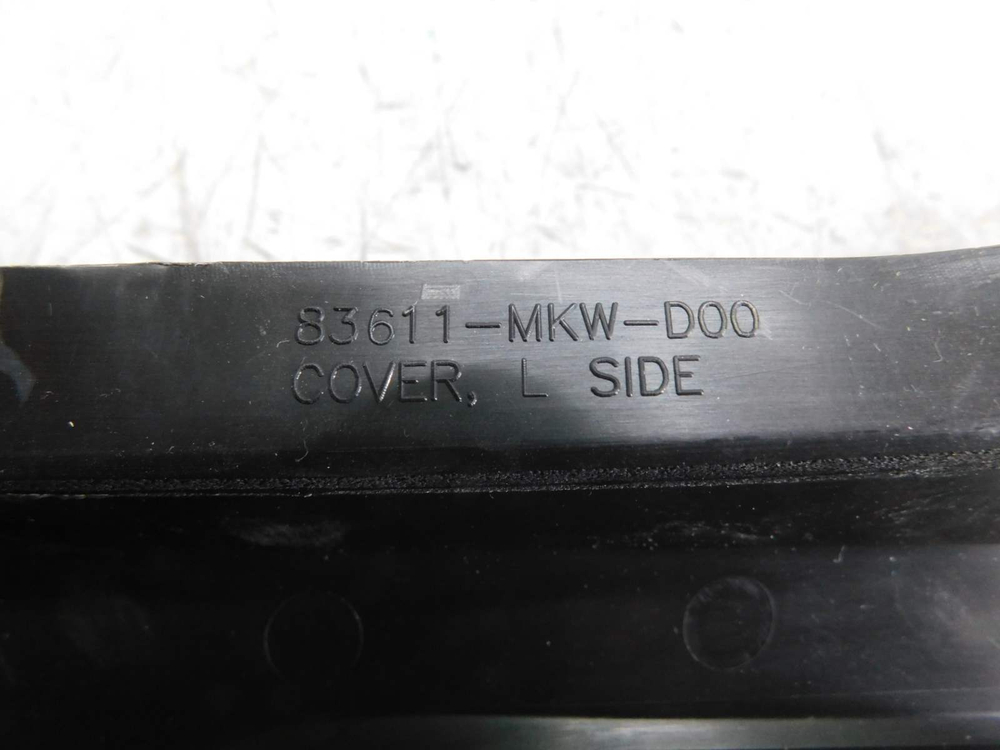 83611-MKW-D00
COVER, L SIDE